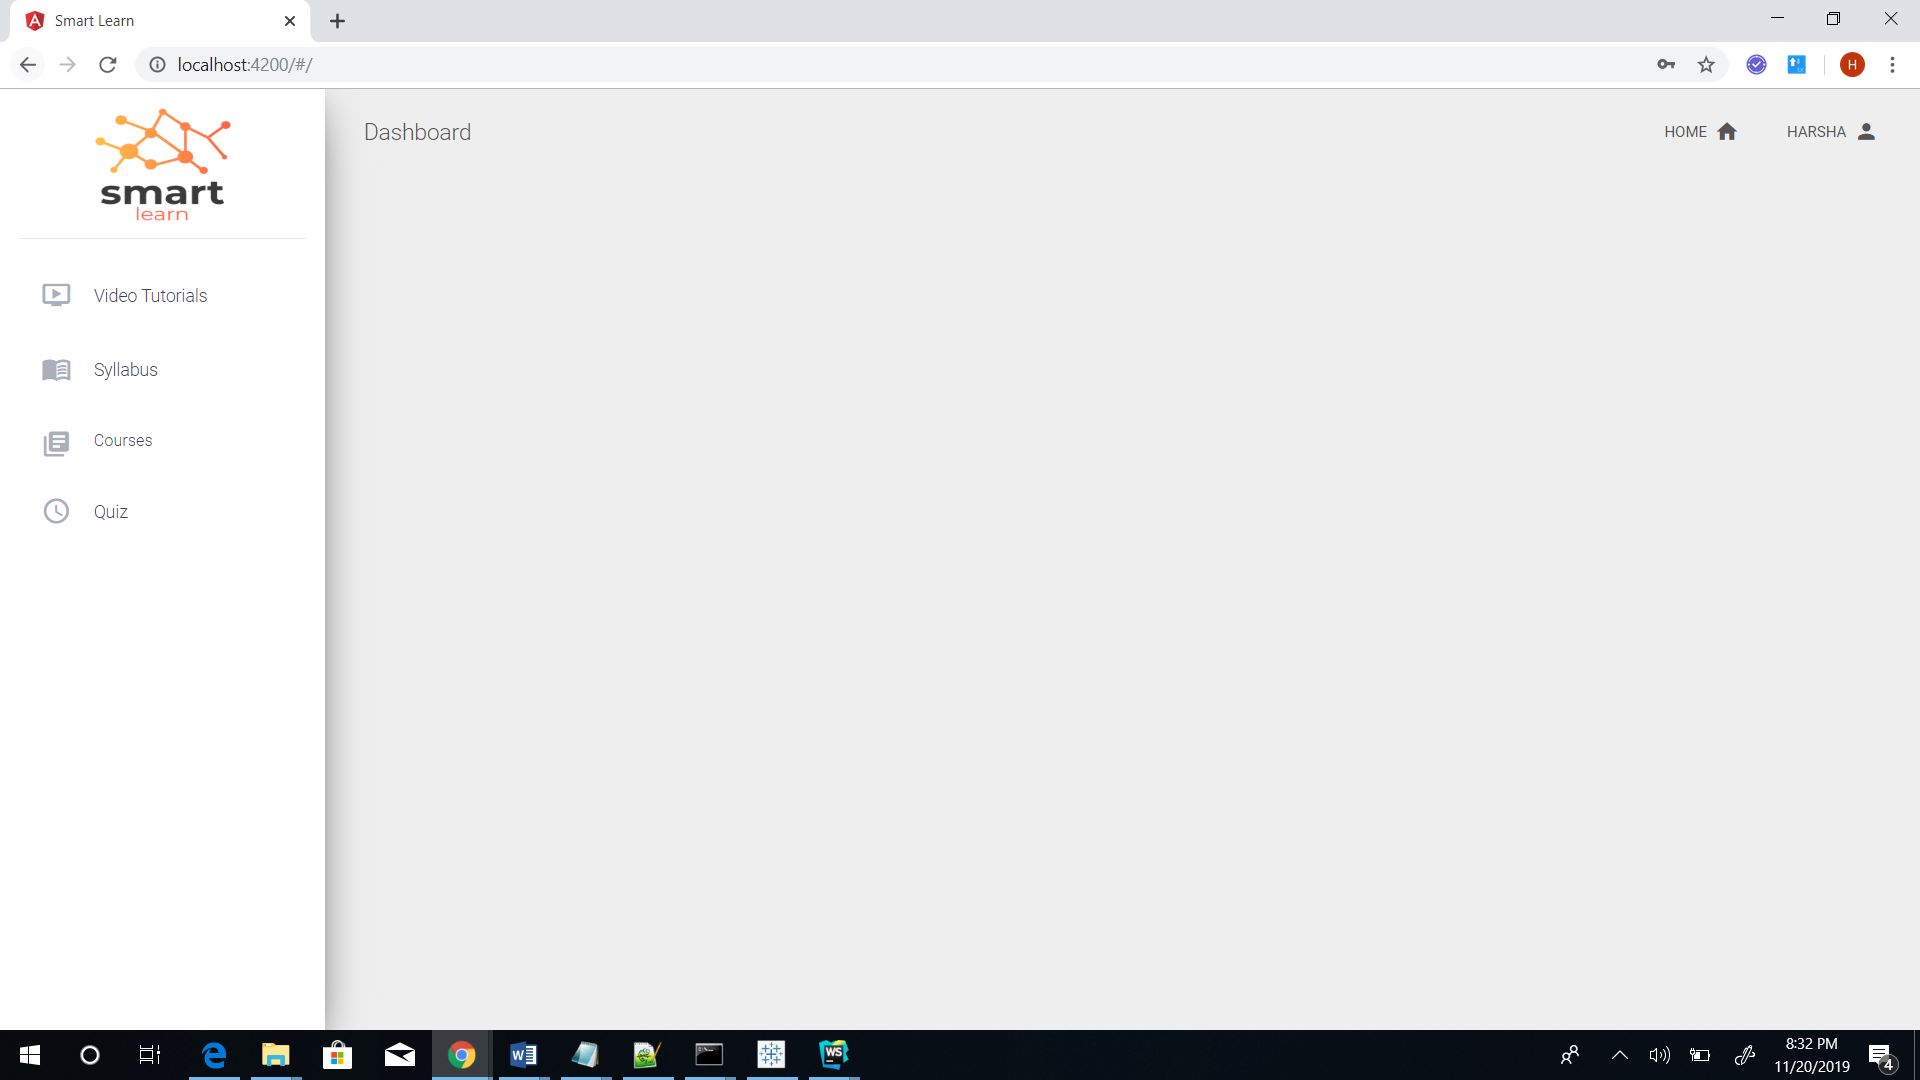 Smart Learn
localhost:4200/#/
H
smart
learn
Dashboard
HOME
HARSHA
Video Tutorials
Syllabus
Courses
Quiz
WS
8:32 PM
11/20/2019
4